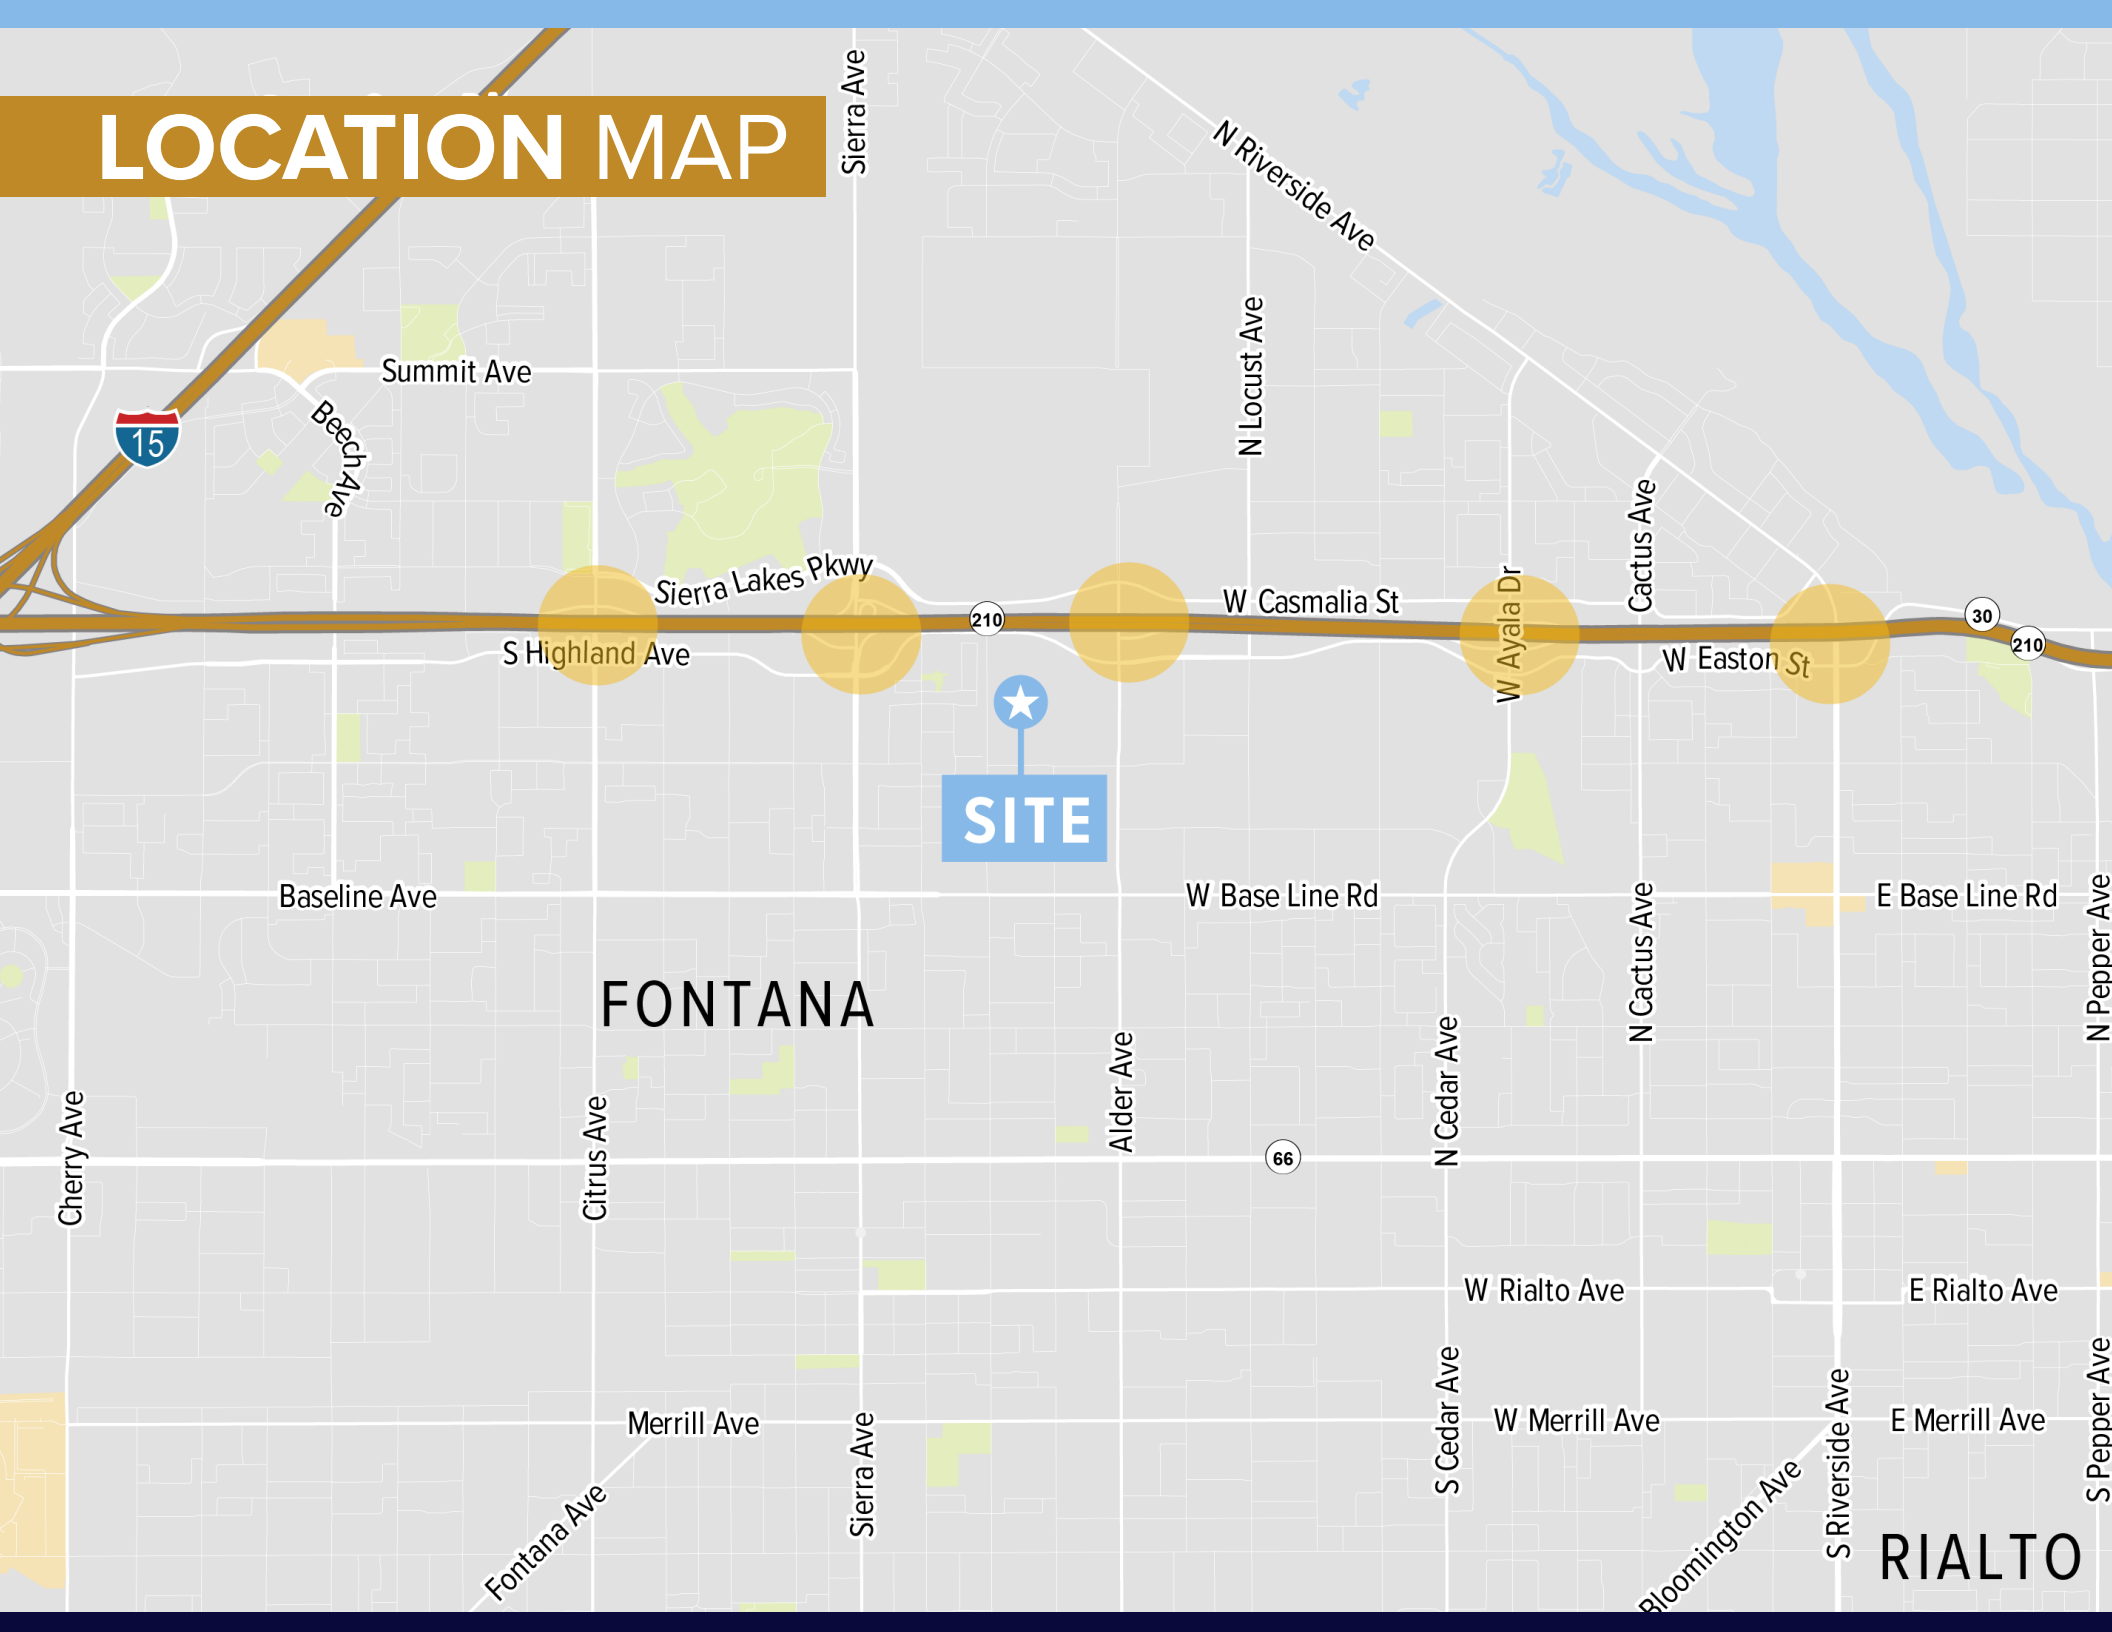 LOCATION MAP
Sierra Ave
N Riverside Ave
Summit Ave
N Locust Ave
15
Beech Ave
Cactus Ave
Sierra Lakes Pkwy
W Ayala Dr
W Casmalia St
210
30
210
S Highland Ave
W Easton St
SITE
Baseline Ave
W Base Line Rd
E Base Line Rd
N Cactus Ave
N Pepper Ave
FONTANA
Alder Ave
N Cedar Ave
Cherry Ave
Citrus Ave
66
W Rialto Ave
E Rialto Ave
S Cedar Ave
S Riverside Ave
S Pepper Ave
Merrill Ave
W Merrill Ave
E Merrill Ave
Sierra Ave
Fontana Ave
Bloomington Ave
RIALTO